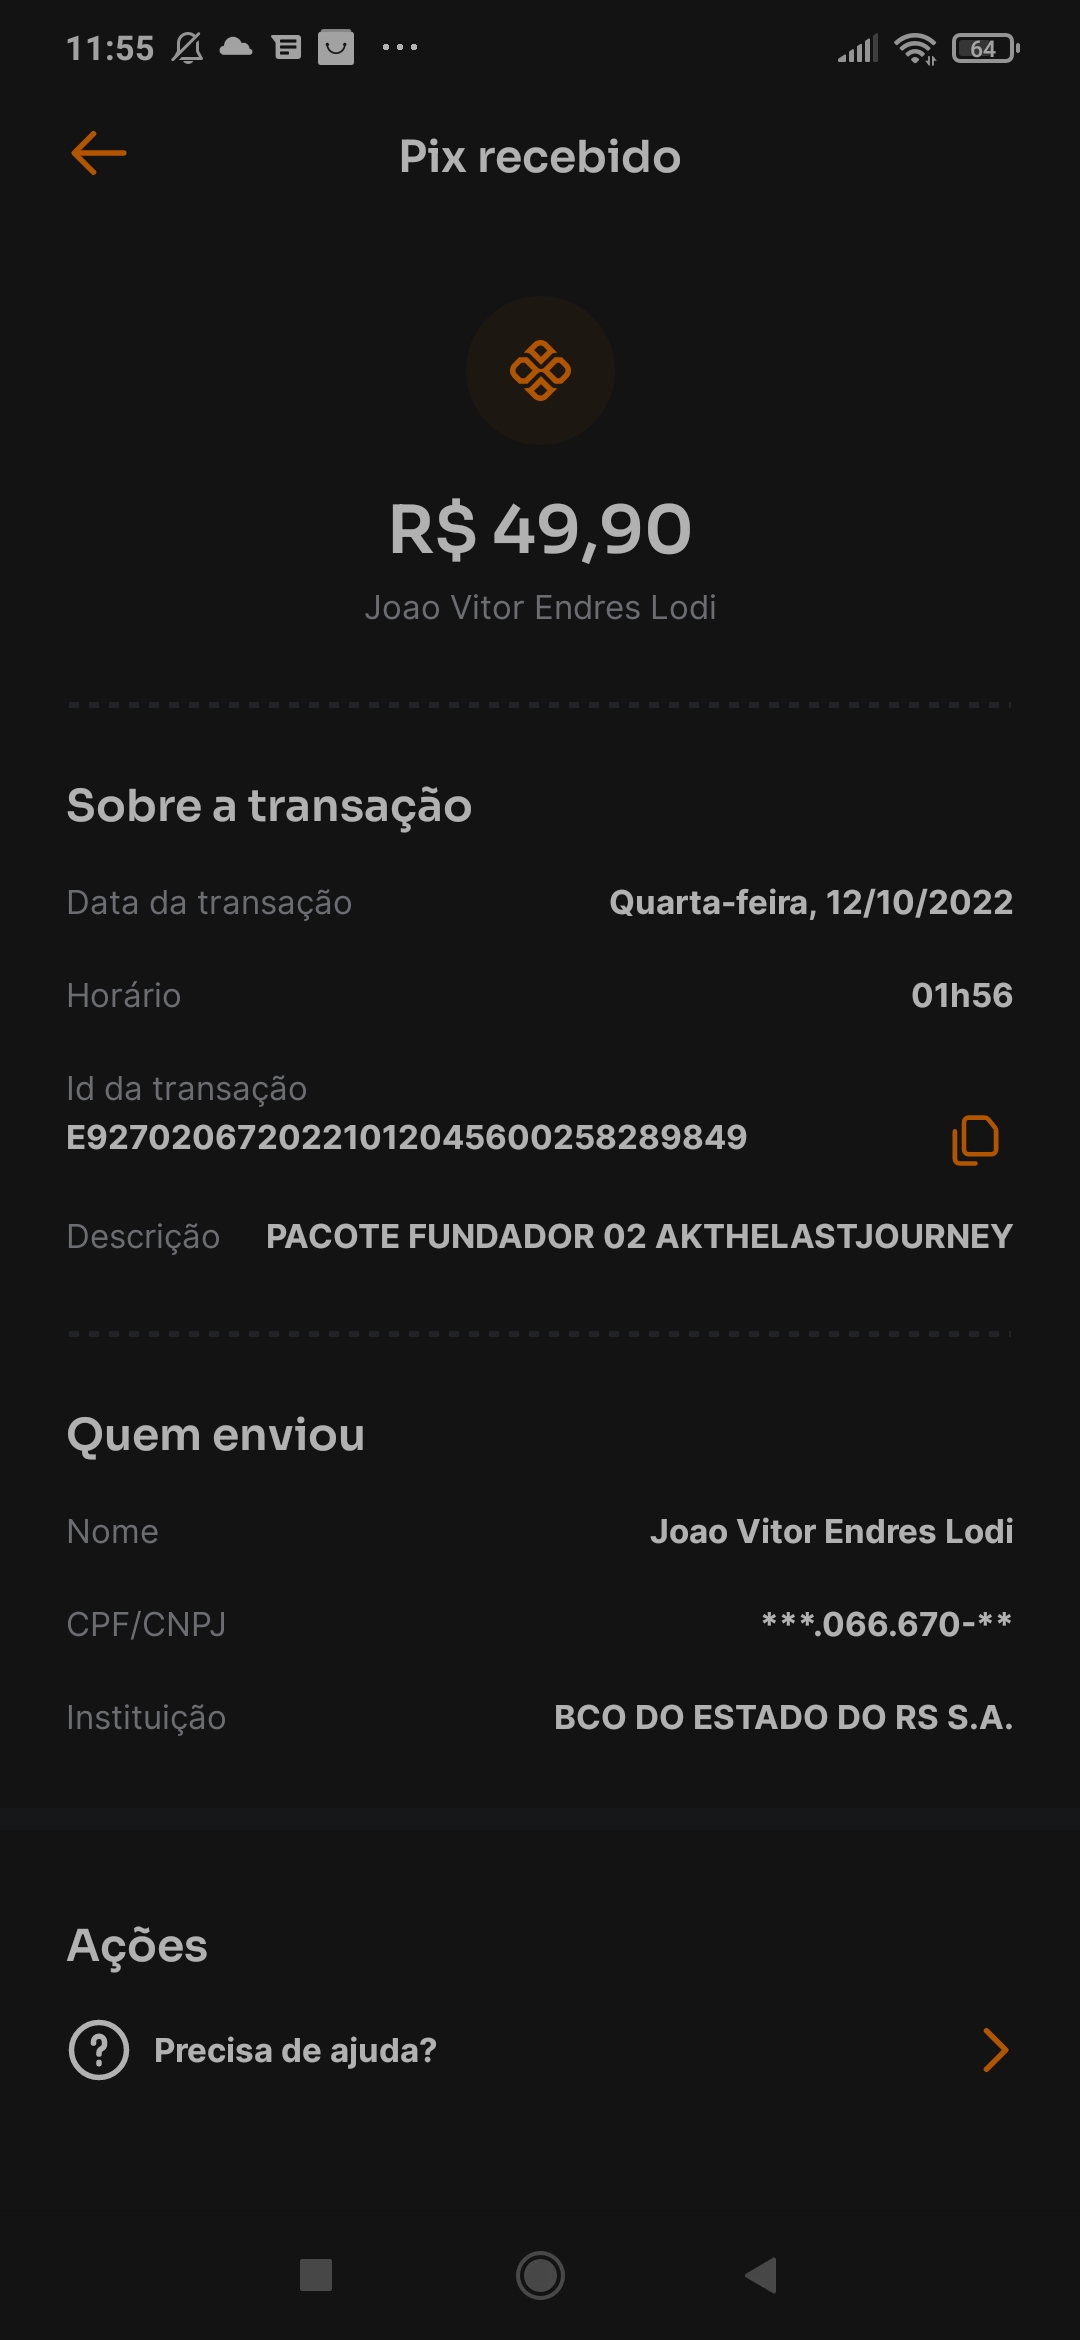 11:55
64
Pix recebido
R$ 49,90
Joao Vitor Endres Lodi
Sobre a transação
Data da transação Quarta-feira, 12/10/2022
Horário 01h56
Id da transação
E9270206720221012045600258289849
Descrição PACOTE FUNDADOR 02 AKTHELASTJOURNEY
Quem enviou
Nome Joao Vitor Endres Lodi
CPF/CNPJ ***.066.670-**
Instituição BCO DO ESTADO DO RS S.A.
Ações
Precisa de ajuda?